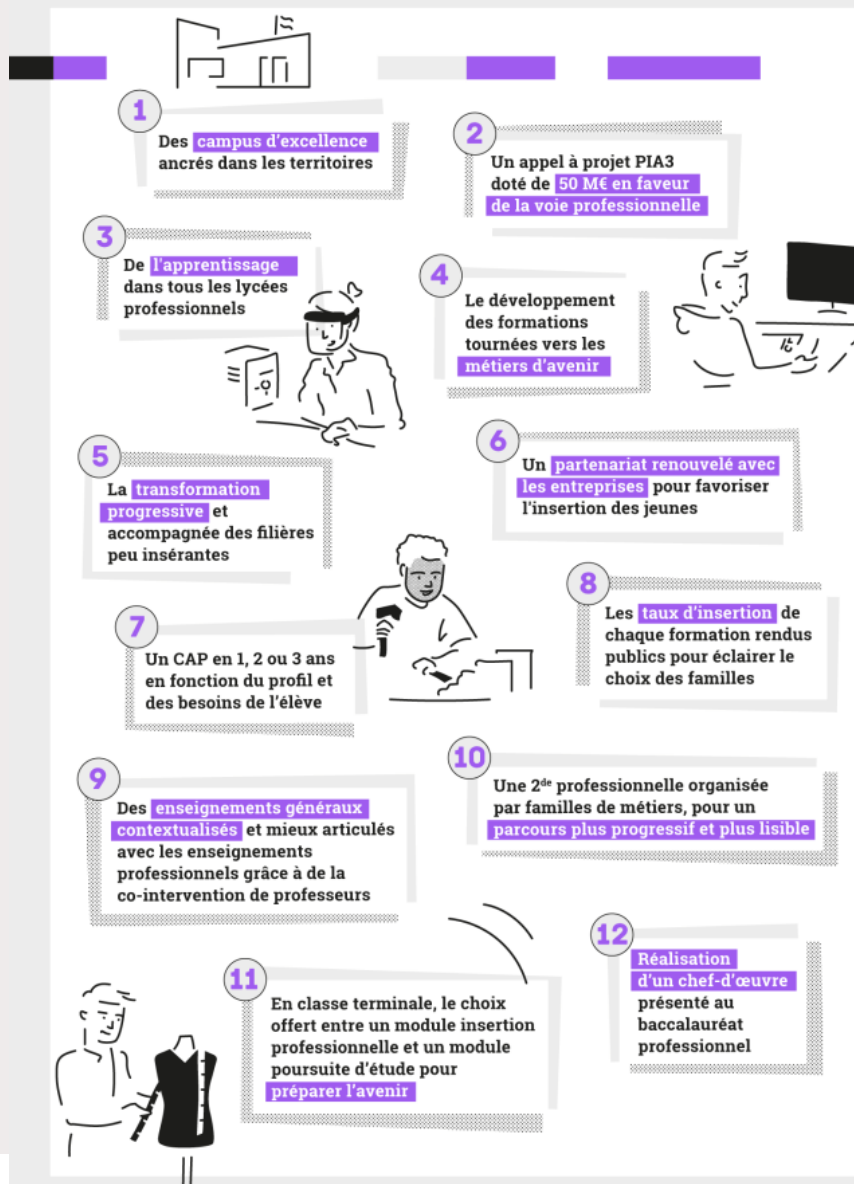 1
Des campus d'excellence
ancrés dans les territoires
2
Un appel à projet PIA3
doté de 50 M€ en faveur
de la voie professionnelle
3
De l'apprentissage
dans tous les lycées
professionnels
4
Le développement
des formations
tournées vers les
métiers d'avenir
5
La transformation
progressive et
accompagnée des filières
peu insérantes
6
Un partenariat renouvelé avec
les entreprises pour favoriser
l'insertion des jeunes
7
Un CAP en 1, 2 ou 3 ans
en fonction du profil et
des besoins de l'élève
8
Les taux d'insertion de
chaque formation rendus
publics pour éclairer le
choix des familles
9
Des enseignements généraux
contextualisés et mieux articulés
avec les enseignements
professionnels grâce à de la
co-intervention de professeurs
10
Une 2de professionnelle organisée
par familles de métiers, pour un
parcours plus progressif et plus lisible
11
En classe terminale, le choix
offert entre un module insertion
professionnelle et un module
poursuite d'étude pour
préparer l'avenir
12
Réalisation
d'un chef-d'œuvre
présenté au
baccalauréat
professionnel